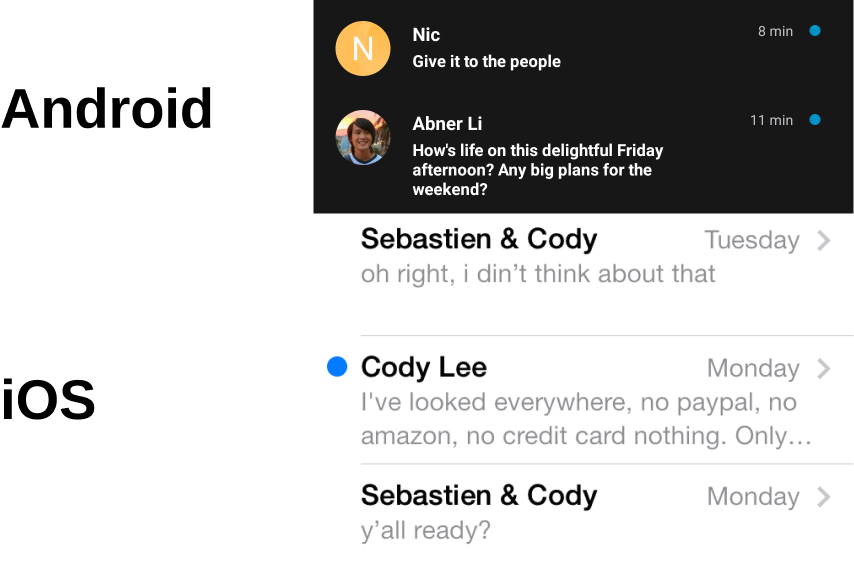 Android
N
Nic
8 min
Give it to the people
Abner Li
11 min
How's life on this delightful Friday
afternoon? Any big plans for the
weekend?
iOS
Sebastien & Cody
Tuesday
oh right, i din’t think about that
Cody Lee
Monday
I've looked everywhere, no paypal, no
amazon, no credit card nothing. Only…
Sebastien & Cody
Monday
y’all ready?